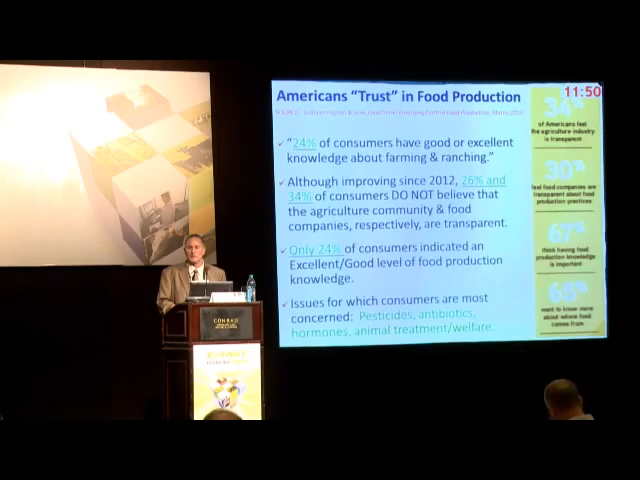 Americans “Trust” in Food Production
11:50
“24% of consumers have good or excellent
knowledge about farming & ranching.”
Although improving since 2012, 26% and
34% of consumers DO NOT believe that
the agriculture community & food
companies, respectively, are transparent.
Only 24% of consumers indicated an
Excellent/Good level of food production
knowledge.
Issues for which consumers are most
concerned: Pesticides, antibiotics,
hormones, animal treatment/welfare.
34%
of Americans feel
the agriculture industry
is transparent
30%
feel food companies are
transparent about food
production practices
67%
think having food
production knowledge
is important
want to know more
about where food
comes from
CONRAD